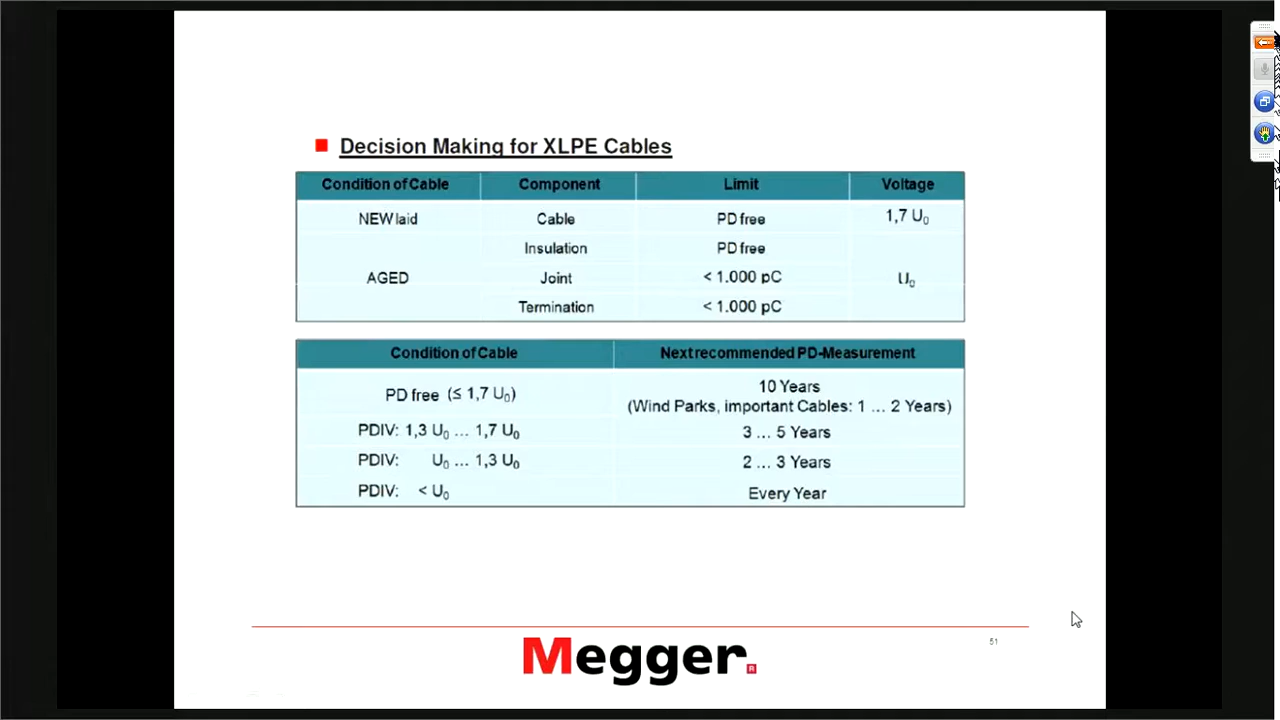 Decision Making for XLPE Cables
Condition of Cable Component Limit Voltage
NEW laid Cable PD free 1,7 U₀
Insulation PD free
AGED Joint < 1.000 pC U₀
Termination < 1.000 pC
Condition of Cable Next recommended PD-Measurement
PD free (≤ 1,7 U₀) 10 Years
(Wind Parks, important Cables: 1 ... 2 Years)
PDIV: 1,3 U₀ ... 1,7 U₀ 3 ... 5 Years
PDIV: U₀ ... 1,3 U₀ 2 ... 3 Years
PDIV: < U₀ Every Year
51
Megger®